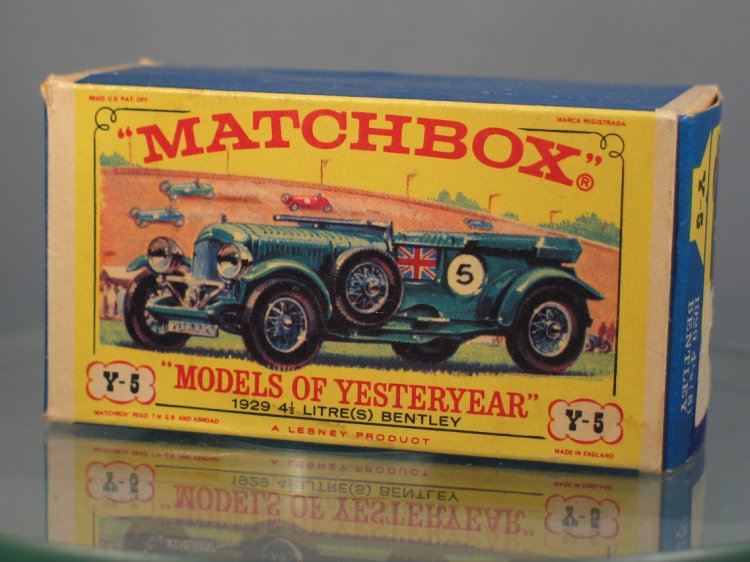 REGD. U.S. PAT. OFF.
MARCA REGISTRADA
"MATCHBOX"®
5
Y-5
"MODELS OF YESTERYEAR"
Y-5
1929 4½ LITRE(S) BENTLEY
"MATCHBOX" REGD. T.M. G.B. AND ABROAD
A LESNEY PRODUCT
MADE IN ENGLAND
Y-5
BENTLEY